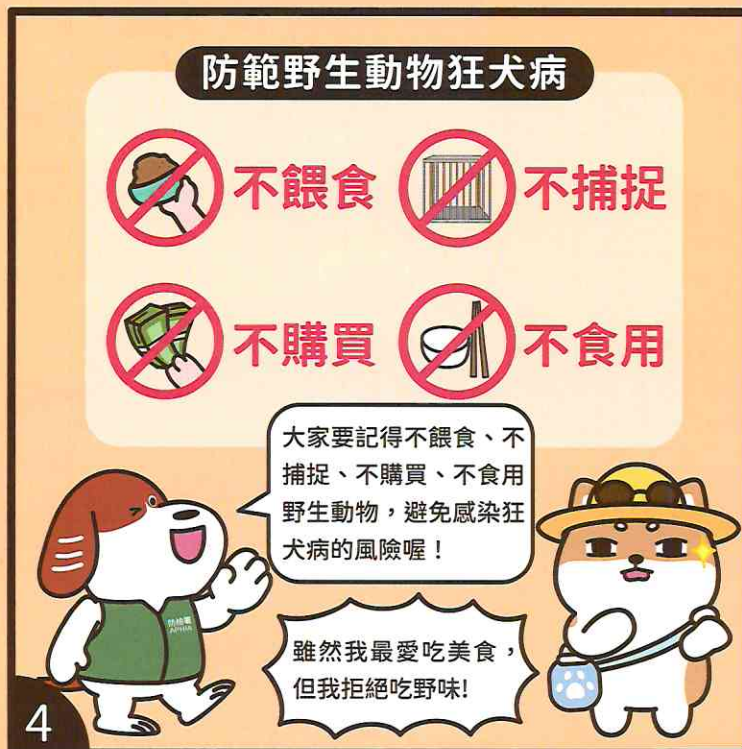 防範野生動物狂犬病
不餵食
不捕捉
不購買
不食用
大家要記得不餵食、不
捕捉、不購買、不食用
野生動物,避免感染狂
犬病的風險喔!
防檢署
APHIA
雖然我最愛吃美食,
但我拒絕吃野味!
4